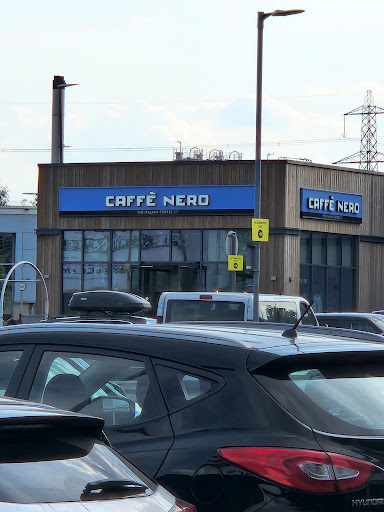 CAFFÈ NERO
THE ITALIAN COFFEE CO
CAFFÈ NERO
HYUNDAI